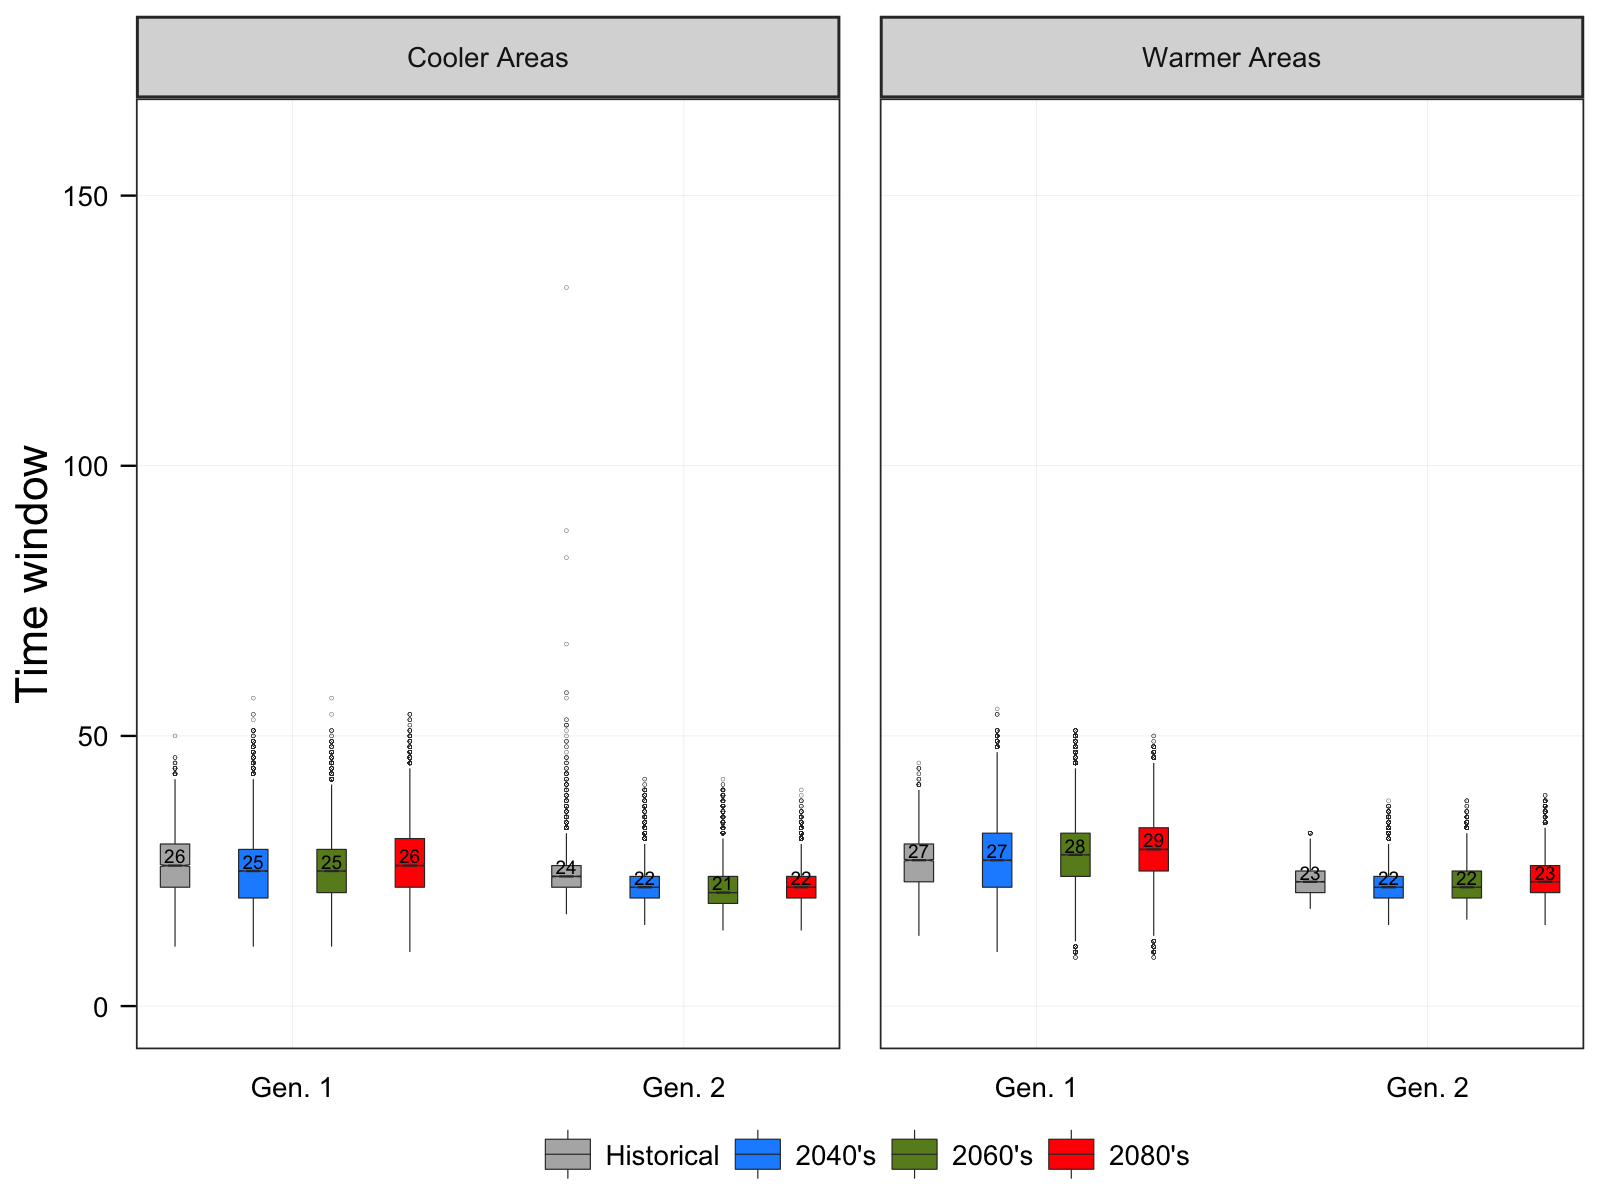 Cooler Areas
Warmer Areas
Time window
150
100
50
0
26 25 25 26 24 22 21 22
27 27 28 29 23 22 22 23
Gen. 1 Gen. 2 Gen. 1 Gen. 2
Historical 2040's 2060's 2080's